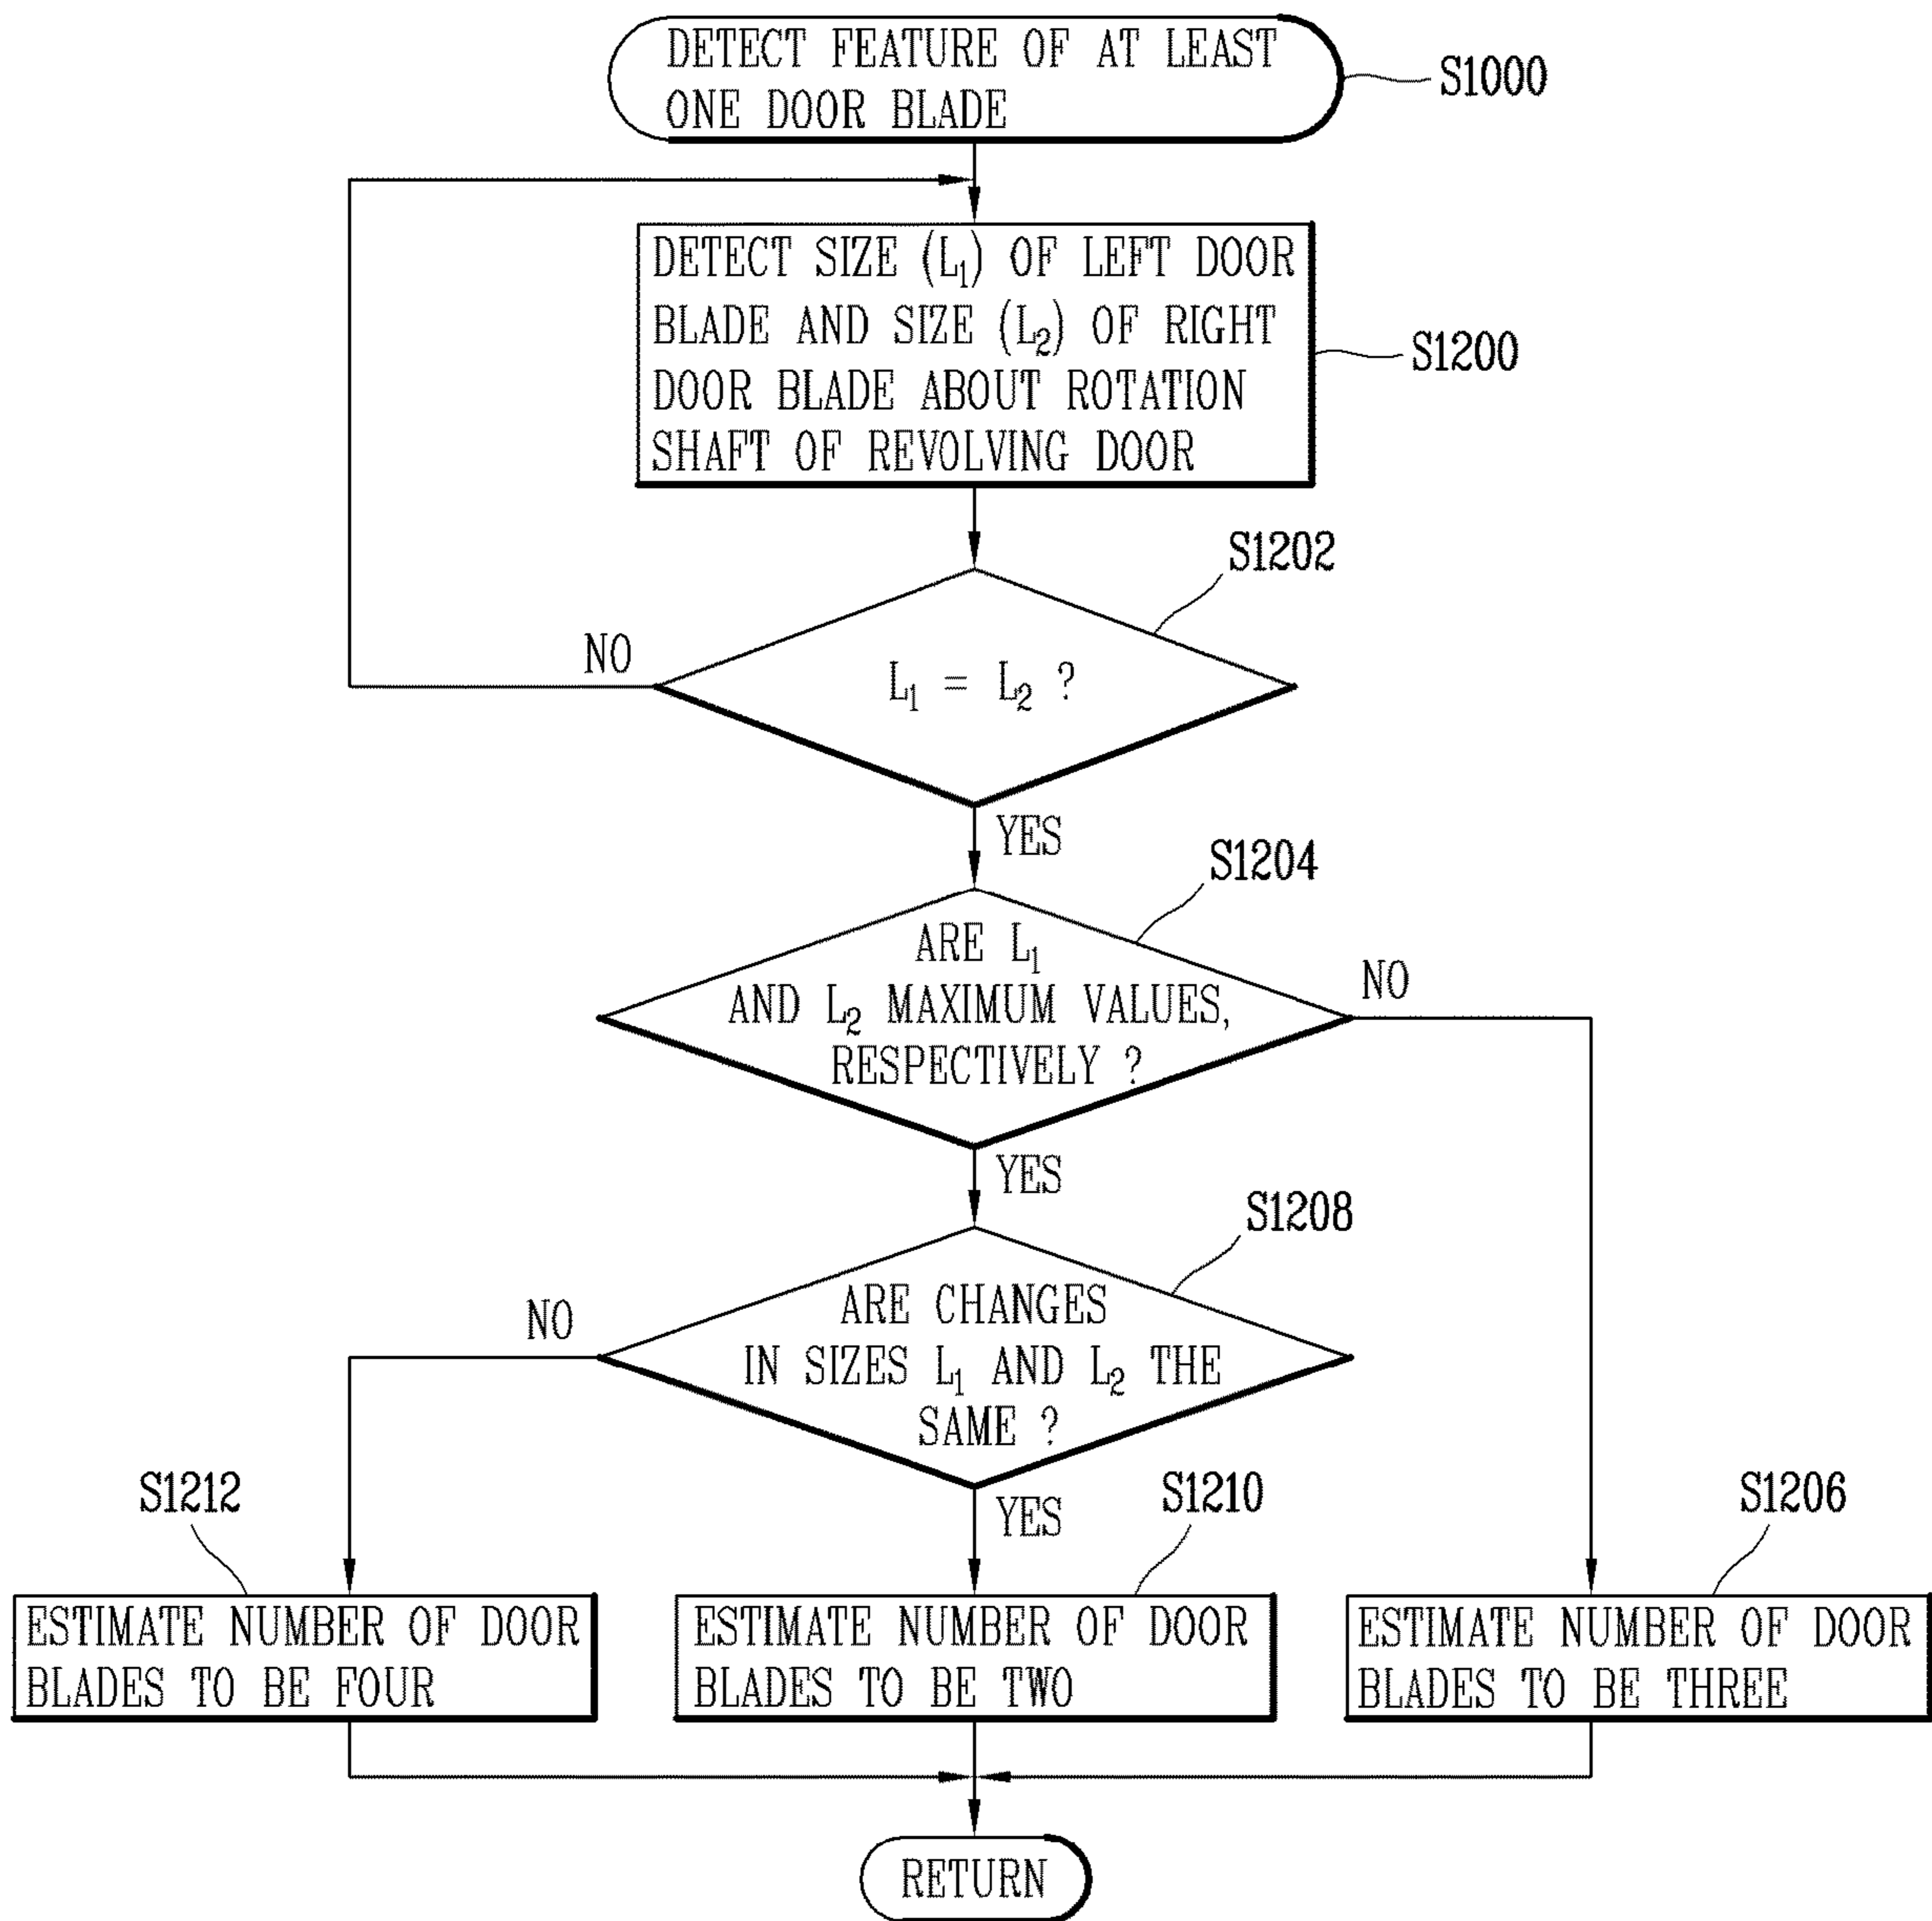 DETECT FEATURE OF AT LEAST
ONE DOOR BLADE
S1000
DETECT SIZE (L₁) OF LEFT DOOR
BLADE AND SIZE (L₂) OF RIGHT
DOOR BLADE ABOUT ROTATION
SHAFT OF REVOLVING DOOR
S1200
S1202
L₁ = L₂ ?
NO
YES
S1204
ARE L₁
AND L₂ MAXIMUM VALUES,
RESPECTIVELY ?
NO
YES
S1208
ARE CHANGES
IN SIZES L₁ AND L₂ THE
SAME ?
NO
YES
S1212
ESTIMATE NUMBER OF DOOR
BLADES TO BE FOUR
S1210
ESTIMATE NUMBER OF DOOR
BLADES TO BE TWO
S1206
ESTIMATE NUMBER OF DOOR
BLADES TO BE THREE
RETURN